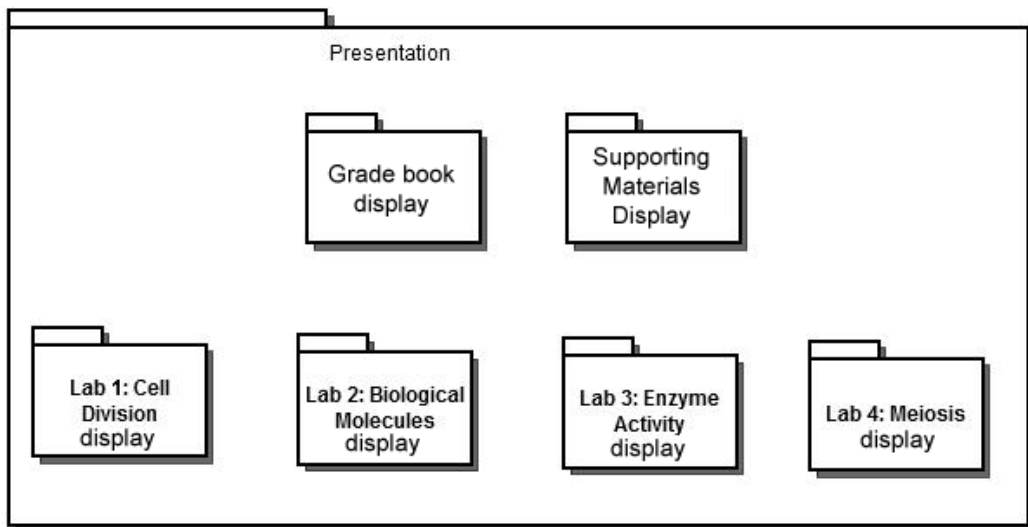 Presentation
Grade book
display
Supporting
Materials
Display
Lab 1: Cell
Division
display
Lab 2: Biological
Molecules
display
Lab 3: Enzyme
Activity
display
Lab 4: Meiosis
display